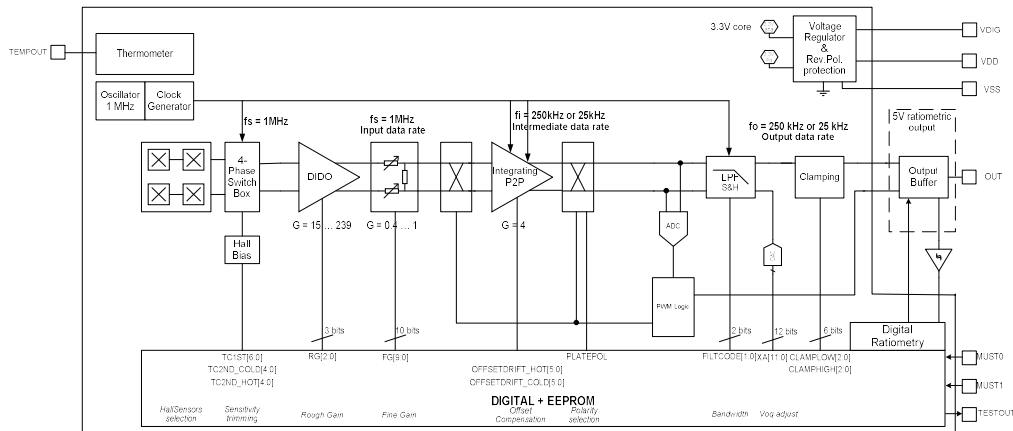 TEMPOUT
Thermometer
Oscillator
1 MHz
Clock
Generator
3.3V core
Voltage
Regulator
&
Rev.Pol.
protection
VDIG
VDD
VSS
fs = 1MHz
fs = 1MHz
Input data rate
fi = 250kHz or 25kHz
Intermediate data rate
fo = 250 kHz or 25 kHz
Output data rate
5V ratiometric
output
4-
Phase
Switch
Box
DIDO
Integrating
P2P
LPF
S&H
Clamping
Output
Buffer
OUT
G = 15 ... 239
G = 0.4 ... 1
G = 4
ADC
Hall
Bias
PWM Logic
3 bits
10 bits
2 bits
12 bits
6 bits
Digital
Ratiometry
TC1ST[6:0]
TC2ND_COLD[4:0]
TC2ND_HOT[4:0]
RG[2:0]
FG[9:0]
OFFSETDRIFT_HOT[5:0]
OFFSETDRIFT_COLD[5:0]
PLATEPOL
FILTCODE[1:0]
XA[11:0]
CLAMPLOW[2:0]
CLAMPHIGH[2:0]
MUST0
MUST1
TESTOUT
DIGITAL + EEPROM
HallSensors
selection
Sensitivity
trimming
Rough Gain
Fine Gain
Offset
Compensation
Polarity
selection
Bandwidth
Voq adjust